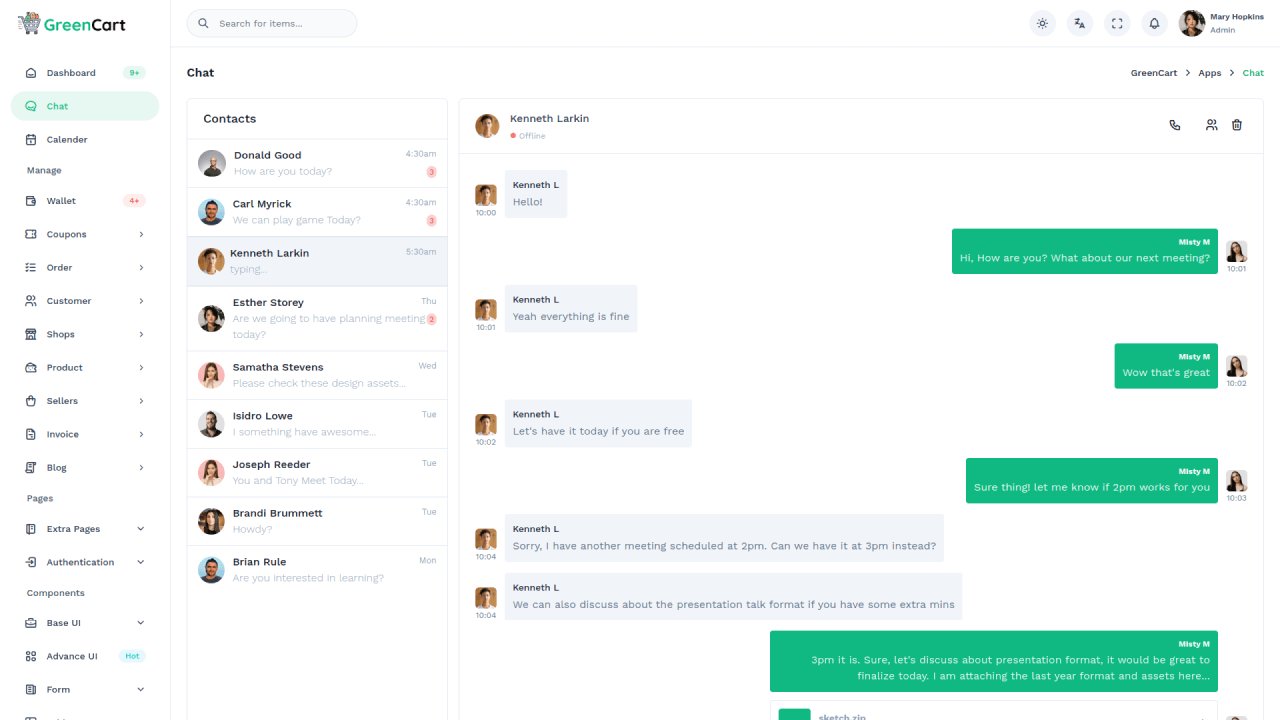 GreenCart
Search for items...
Mary Hopkins
Admin
Dashboard
9+
Chat
Calender
Manage
Wallet
4+
Coupons
Order
Customer
Shops
Product
Sellers
Invoice
Blog
Pages
Extra Pages
Authentication
Components
Base UI
Advance UI
Hot
Form
Chat
GreenCart
Apps
Chat
Contacts
Donald Good
4:30am
How are you today?
3
Carl Myrick
4:30am
We can play game Today?
3
Kenneth Larkin
5:30am
typing...
Esther Storey
Thu
Are we going to have planning meeting
2
today?
Samatha Stevens
Wed
Please check these design assets...
Isidro Lowe
Tue
I something have awesome...
Joseph Reeder
Tue
You and Tony Meet Today...
Brandi Brummett
Tue
Howdy?
Brian Rule
Mon
Are you interested in learning?
Kenneth Larkin
Offline
Kenneth L
Hello!
10:00
Misty M
Hi, How are you? What about our next meeting?
10:01
Kenneth L
Yeah everything is fine
10:01
Misty M
Wow that's great
10:02
Kenneth L
Let's have it today if you are free
10:02
Misty M
Sure thing! let me know if 2pm works for you
10:03
Kenneth L
Sorry, I have another meeting scheduled at 2pm. Can we have it at 3pm instead?
10:04
Kenneth L
We can also discuss about the presentation talk format if you have some extra mins
10:04
Misty M
3pm it is. Sure, let's discuss about presentation format, it would be great to
finalize today. I am attaching the last year format and assets here...
sketch.zip